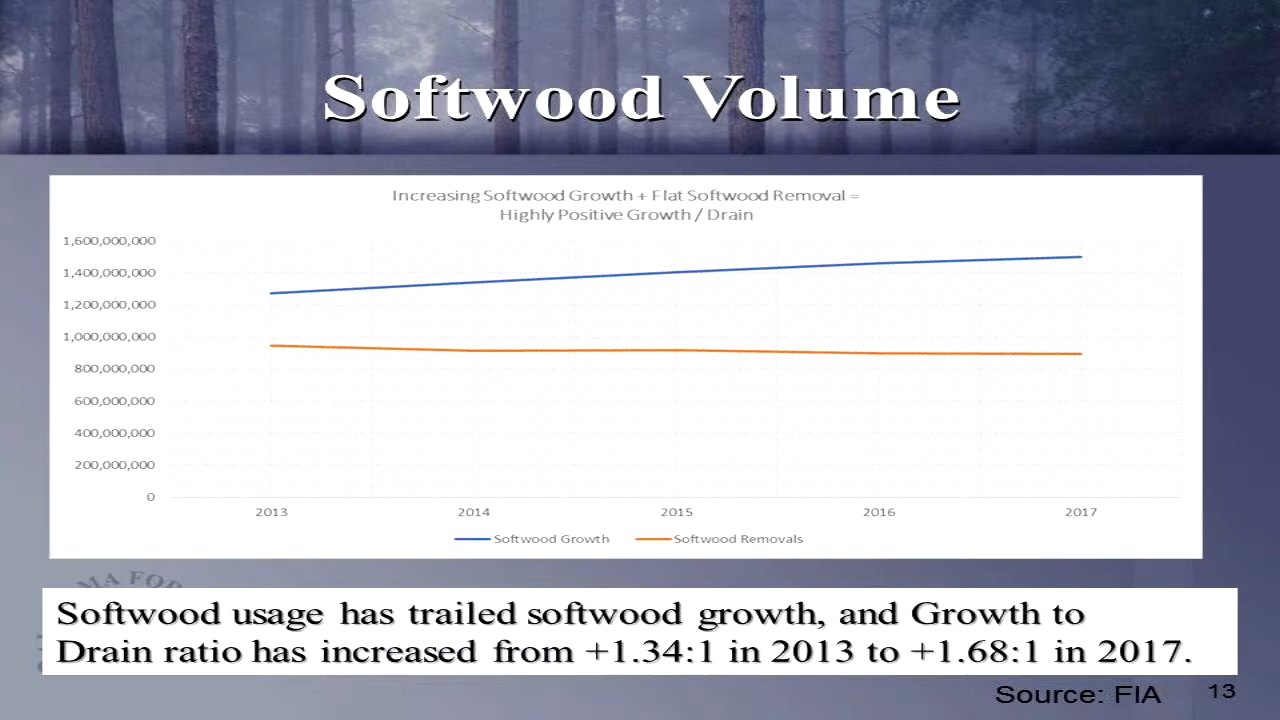 Softwood Volume
Increasing Softwood Growth + Flat Softwood Removal =
Highly Positive Growth / Drain
1,600,000,000
1,400,000,000
1,200,000,000
1,000,000,000
800,000,000
600,000,000
400,000,000
200,000,000
0
2013 2014 2015 2016 2017
Softwood Growth Softwood Removals
Softwood usage has trailed softwood growth, and Growth to
Drain ratio has increased from +1.34:1 in 2013 to +1.68:1 in 2017.
Source: FIA 13